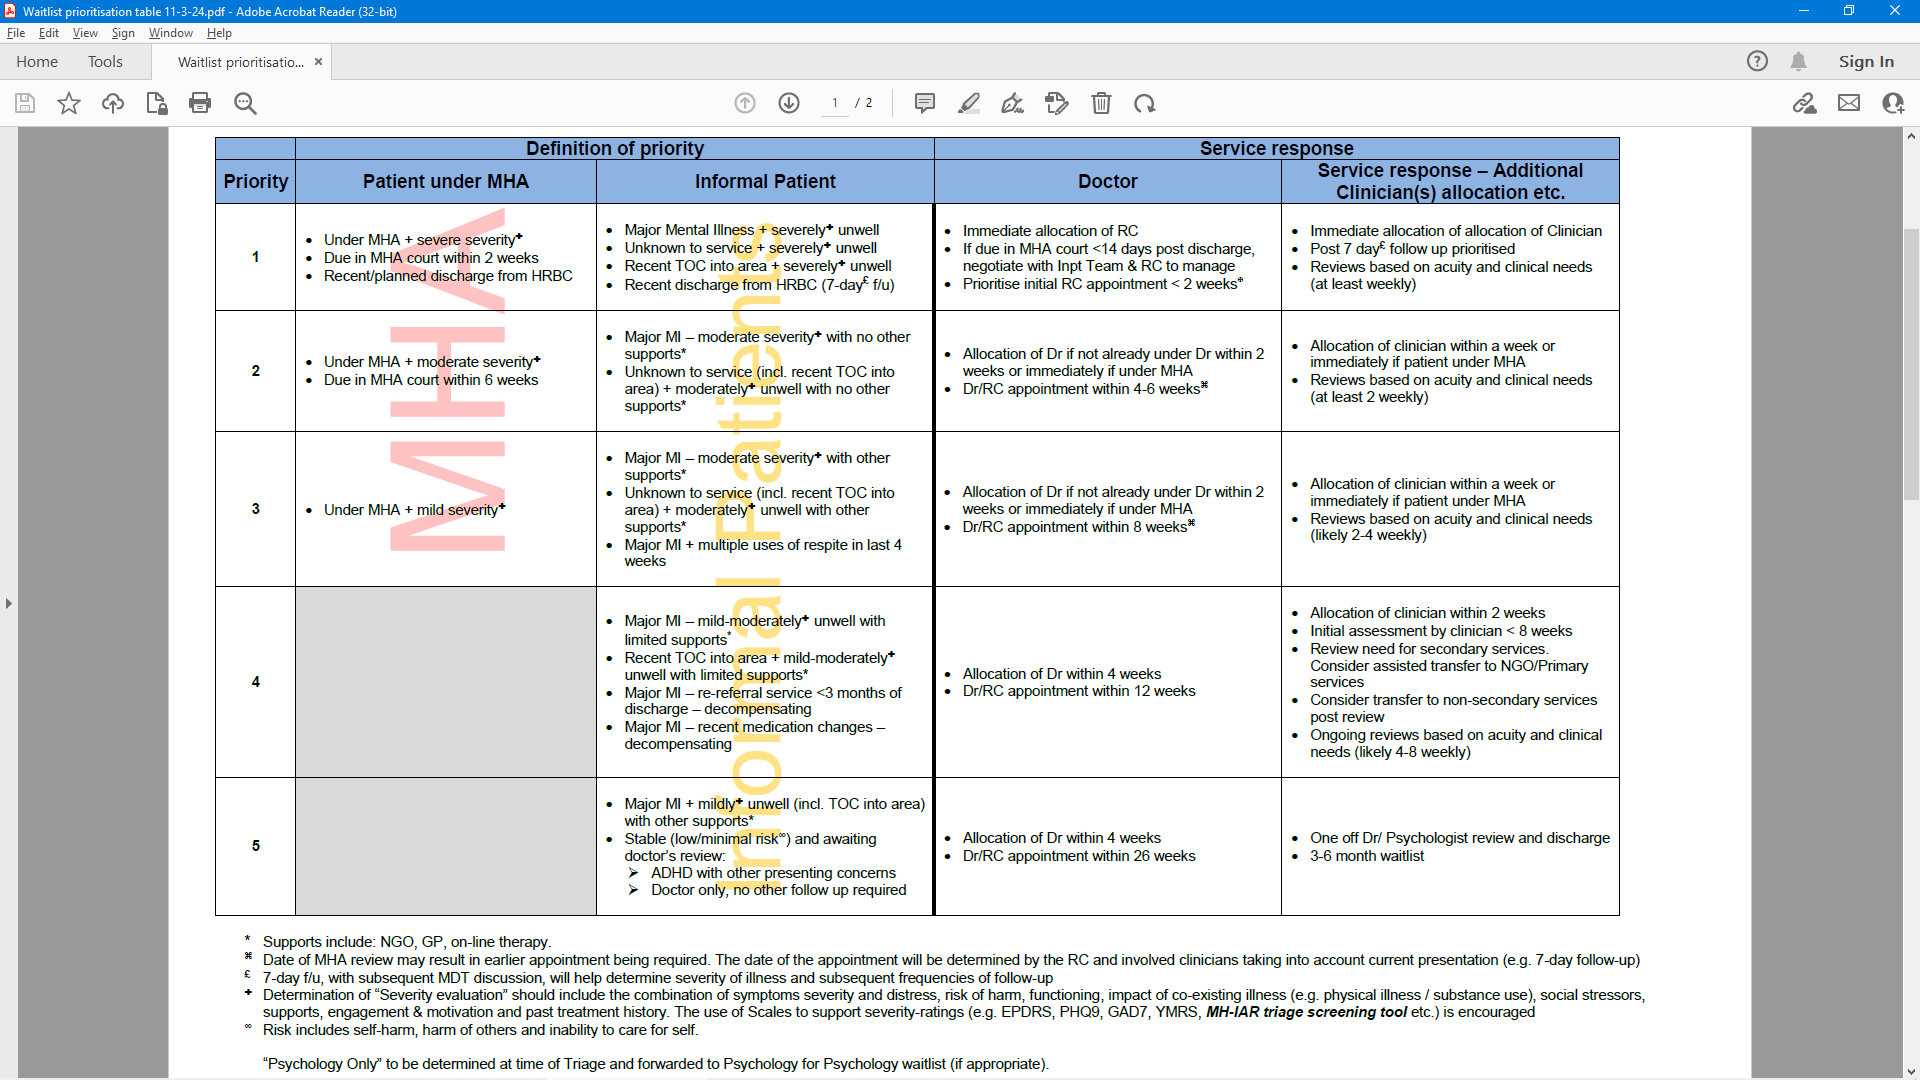 Waitlist prioritisation table 11-3-24.pdf - Adobe Acrobat Reader (32-bit)
File Edit View Sign Window Help
Home Tools Waitlist prioritisatio... × Sign In
1 / 2
Definition of priority Service response
Priority Patient under MHA Informal Patient Doctor Service response – Additional
Clinician(s) allocation etc.
MHA
Informal Patients
1
• Under MHA + severe severity✚
• Due in MHA court within 2 weeks
• Recent/planned discharge from HRBC
• Major Mental Illness + severely✚ unwell
• Unknown to service + severely✚ unwell
• Recent TOC into area + severely✚ unwell
• Recent discharge from HRBC (7-day£ f/u)
• Immediate allocation of RC
• If due in MHA court <14 days post discharge,
negotiate with Inpt Team & RC to manage
• Prioritise initial RC appointment < 2 weeks⌘
• Immediate allocation of allocation of Clinician
• Post 7 day£ follow up prioritised
• Reviews based on acuity and clinical needs
(at least weekly)
2
• Under MHA + moderate severity✚
• Due in MHA court within 6 weeks
• Major MI – moderate severity✚ with no other
supports*
• Unknown to service (incl. recent TOC into
area) + moderately✚ unwell with no other
supports*
• Allocation of Dr if not already under Dr within 2
weeks or immediately if under MHA
• Dr/RC appointment within 4-6 weeks⌘
• Allocation of clinician within a week or
immediately if patient under MHA
• Reviews based on acuity and clinical needs
(at least 2 weekly)
3
• Under MHA + mild severity✚
• Major MI – moderate severity✚ with other
supports*
• Unknown to service (incl. recent TOC into
area) + moderately✚ unwell with other
supports*
• Major MI + multiple uses of respite in last 4
weeks
• Allocation of Dr if not already under Dr within 2
weeks or immediately if under MHA
• Dr/RC appointment within 8 weeks⌘
• Allocation of clinician within a week or
immediately if patient under MHA
• Reviews based on acuity and clinical needs
(likely 2-4 weekly)
4
• Major MI – mild-moderately✚ unwell with
limited supports*
• Recent TOC into area + mild-moderately✚
unwell with limited supports*
• Major MI – re-referral service <3 months of
discharge – decompensating
• Major MI – recent medication changes –
decompensating
• Allocation of Dr within 4 weeks
• Dr/RC appointment within 12 weeks
• Allocation of clinician within 2 weeks
• Initial assessment by clinician < 8 weeks
• Review need for secondary services.
Consider assisted transfer to NGO/Primary
services
• Consider transfer to non-secondary services
post review
• Ongoing reviews based on acuity and clinical
needs (likely 4-8 weekly)
5
• Major MI + mildly✚ unwell (incl. TOC into area)
with other supports*
• Stable (low/minimal risk∞) and awaiting
doctor's review:
➢ ADHD with other presenting concerns
➢ Doctor only, no other follow up required
• Allocation of Dr within 4 weeks
• Dr/RC appointment within 26 weeks
• One off Dr/ Psychologist review and discharge
• 3-6 month waitlist
* Supports include: NGO, GP, on-line therapy.
⌘ Date of MHA review may result in earlier appointment being required. The date of the appointment will be determined by the RC and involved clinicians taking into account current presentation (e.g. 7-day follow-up)
£ 7-day f/u, with subsequent MDT discussion, will help determine severity of illness and subsequent frequencies of follow-up
✚ Determination of "Severity evaluation" should include the combination of symptoms severity and distress, risk of harm, functioning, impact of co-existing illness (e.g. physical illness / substance use), social stressors,
supports, engagement & motivation and past treatment history. The use of Scales to support severity-ratings (e.g. EPDRS, PHQ9, GAD7, YMRS, MH-IAR triage screening tool etc.) is encouraged
∞ Risk includes self-harm, harm of others and inability to care for self.
"Psychology Only" to be determined at time of Triage and forwarded to Psychology for Psychology waitlist (if appropriate).